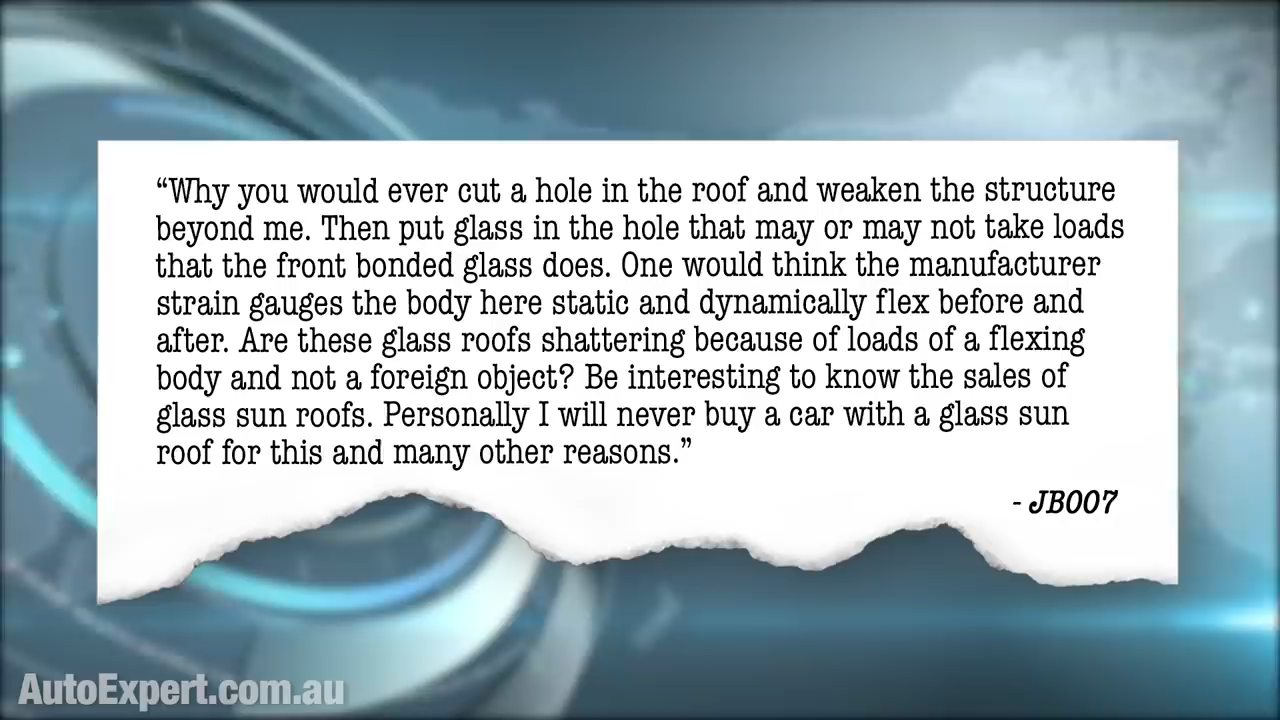 “Why you would ever cut a hole in the roof and weaken the structure
beyond me. Then put glass in the hole that may or may not take loads
that the front bonded glass does. One would think the manufacturer
strain gauges the body here static and dynamically flex before and
after. Are these glass roofs shattering because of loads of a flexing
body and not a foreign object? Be interesting to know the sales of
glass sun roofs. Personally I will never buy a car with a glass sun
roof for this and many other reasons.”
- JB007
AutoExpert.com.au